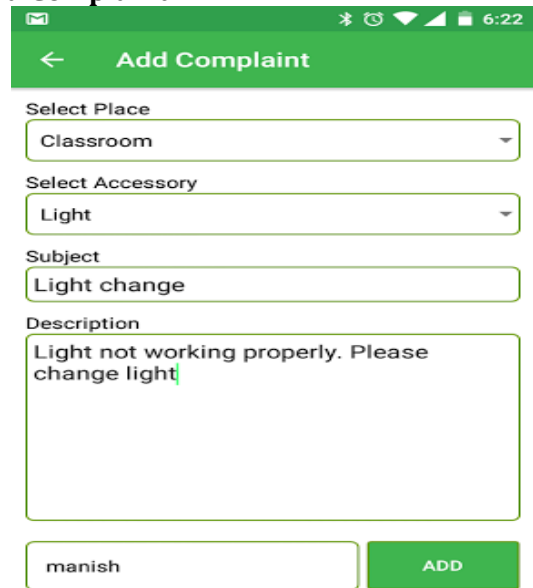 6:22
Add Complaint
Select Place
Classroom
Select Accessory
Light
Subject
Light change
Description
Light not working properly. Please
change light
manish
ADD